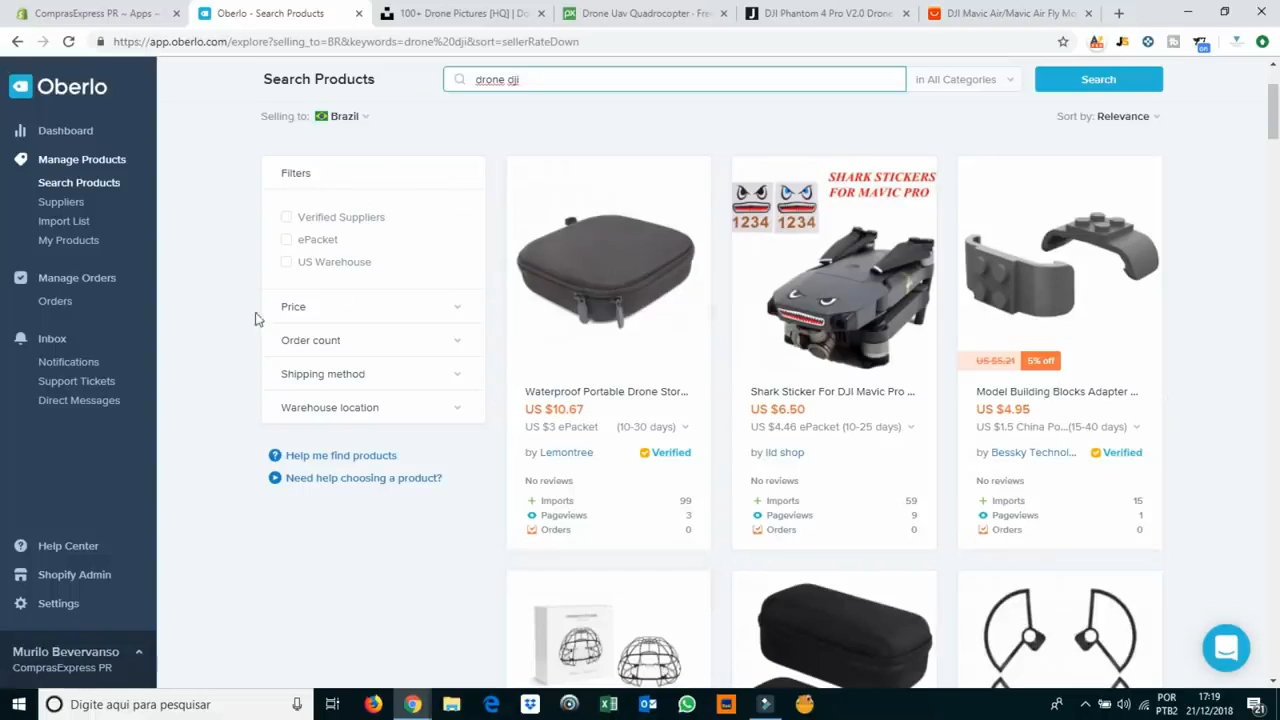 ComprasExpress PR ~ Apps ~
Oberlo - Search Products
100+ Drone Pictures [HQ] | Do
Drone Uav Quadrocopter - Free
DJI Phantom 4 Pro V2.0 Drone
DJI Mavic Air/Mavic Air Fly Mo
https://app.oberlo.com/explore?selling_to=BR&keywords=drone%20dji&sort=sellerRateDown
Oberlo
Dashboard
Manage Products
Search Products
Suppliers
Import List
My Products
Manage Orders
Orders
Inbox
Notifications
Support Tickets
Direct Messages
Help Center
Shopify Admin
Settings
Murilo Bevervanso
ComprasExpress PR
Search Products
drone dji
in All Categories
Search
Selling to: Brazil
Sort by: Relevance
Filters
Verified Suppliers
ePacket
US Warehouse
Price
Order count
Shipping method
Warehouse location
Help me find products
Need help choosing a product?
Waterproof Portable Drone Stor...
US $10.67
US $3 ePacket (10-30 days)
by Lemontree Verified
No reviews
Imports 99
Pageviews 3
Orders 0
SHARK STICKERS
FOR MAVIC PRO
1234 1234
Shark Sticker For DJI Mavic Pro ...
US $6.50
US $4.46 ePacket (10-25 days)
by lld shop
No reviews
Imports 59
Pageviews 9
Orders 0
US $5.21 5% off
Model Building Blocks Adapter ...
US $4.95
US $1.5 China Po...(15-40 days)
by Bessky Technol... Verified
No reviews
Imports 15
Pageviews 1
Orders 0
Digite aqui para pesquisar
POR
PTB2
17:19
21/12/2018
21